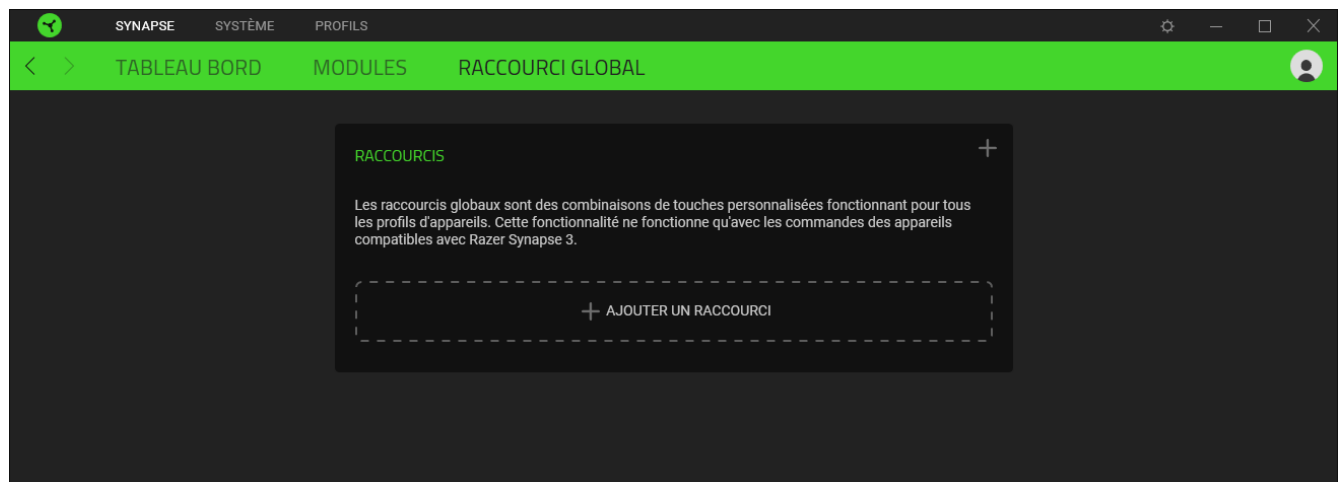 SYNAPSE SYSTÈME PROFILS
TABLEAU BORD MODULES RACCOURCI GLOBAL
RACCOURCIS
Les raccourcis globaux sont des combinaisons de touches personnalisées fonctionnant pour tous
les profils d'appareils. Cette fonctionnalité ne fonctionne qu'avec les commandes des appareils
compatibles avec Razer Synapse 3.
AJOUTER UN RACCOURCI